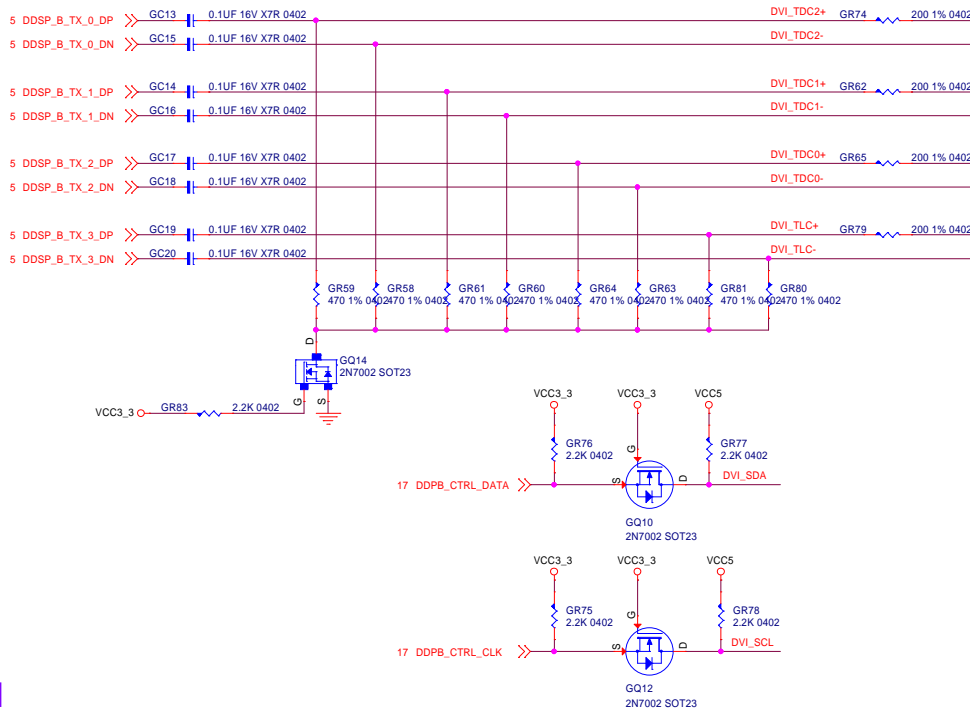 5 DDSP_B_TX_0_DP GC13 0.1UF 16V X7R 0402 DVI_TDC2+ GR74 200 1% 0402
5 DDSP_B_TX_0_DN GC15 0.1UF 16V X7R 0402 DVI_TDC2-
5 DDSP_B_TX_1_DP GC14 0.1UF 16V X7R 0402 DVI_TDC1+ GR62 200 1% 0402
5 DDSP_B_TX_1_DN GC16 0.1UF 16V X7R 0402 DVI_TDC1-
5 DDSP_B_TX_2_DP GC17 0.1UF 16V X7R 0402 DVI_TDC0+ GR65 200 1% 0402
5 DDSP_B_TX_2_DN GC18 0.1UF 16V X7R 0402 DVI_TDC0-
5 DDSP_B_TX_3_DP GC19 0.1UF 16V X7R 0402 DVI_TLC+ GR79 200 1% 0402
5 DDSP_B_TX_3_DN GC20 0.1UF 16V X7R 0402 DVI_TLC-
GR59 GR58 GR61 GR60 GR64 GR63 GR81 GR80
470 1% 0402 470 1% 0402 470 1% 0402 470 1% 0402 470 1% 0402 470 1% 0402 470 1% 0402 470 1% 0402
D
GQ14
2N7002 SOT23
G S
VCC3_3 GR83 2.2K 0402
VCC3_3 VCC3_3 VCC5
GR76 GR77
2.2K 0402 2.2K 0402
G
17 DDPB_CTRL_DATA S D DVI_SDA
GQ10
2N7002 SOT23
VCC3_3 VCC3_3 VCC5
GR75 GR78
2.2K 0402 2.2K 0402
G
17 DDPB_CTRL_CLK S D DVI_SCL
GQ12
2N7002 SOT23